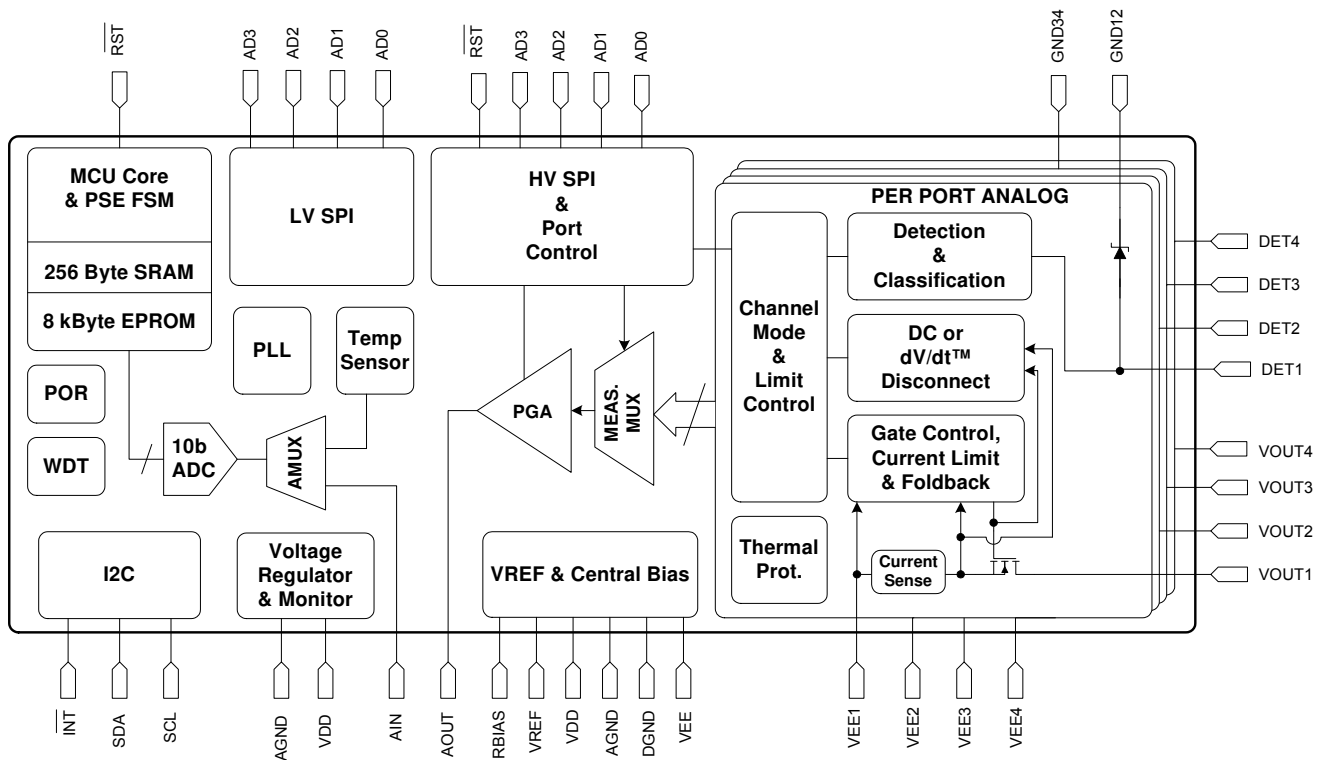 RST
AD3
AD2
AD1
AD0
RST
AD3
AD2
AD1
AD0
GND34
GND12
MCU Core
& PSE FSM
256 Byte SRAM
8 kByte EPROM
LV SPI
HV SPI
&
Port
Control
PER PORT ANALOG
Channel
Mode
&
Limit
Control
Detection
&
Classification
DC or
dV/dt™
Disconnect
Gate Control,
Current Limit
& Foldback
Thermal
Prot.
Current
Sense
DET4
DET3
DET2
DET1
VOUT4
VOUT3
VOUT2
VOUT1
PLL
Temp
Sensor
POR
WDT
10b
ADC
AMUX
PGA
MEAS.
MUX
I2C
Voltage
Regulator
& Monitor
VREF & Central Bias
INT
SDA
SCL
AGND
VDD
AIN
AOUT
RBIAS
VREF
VDD
AGND
DGND
VEE
VEE1
VEE2
VEE3
VEE4